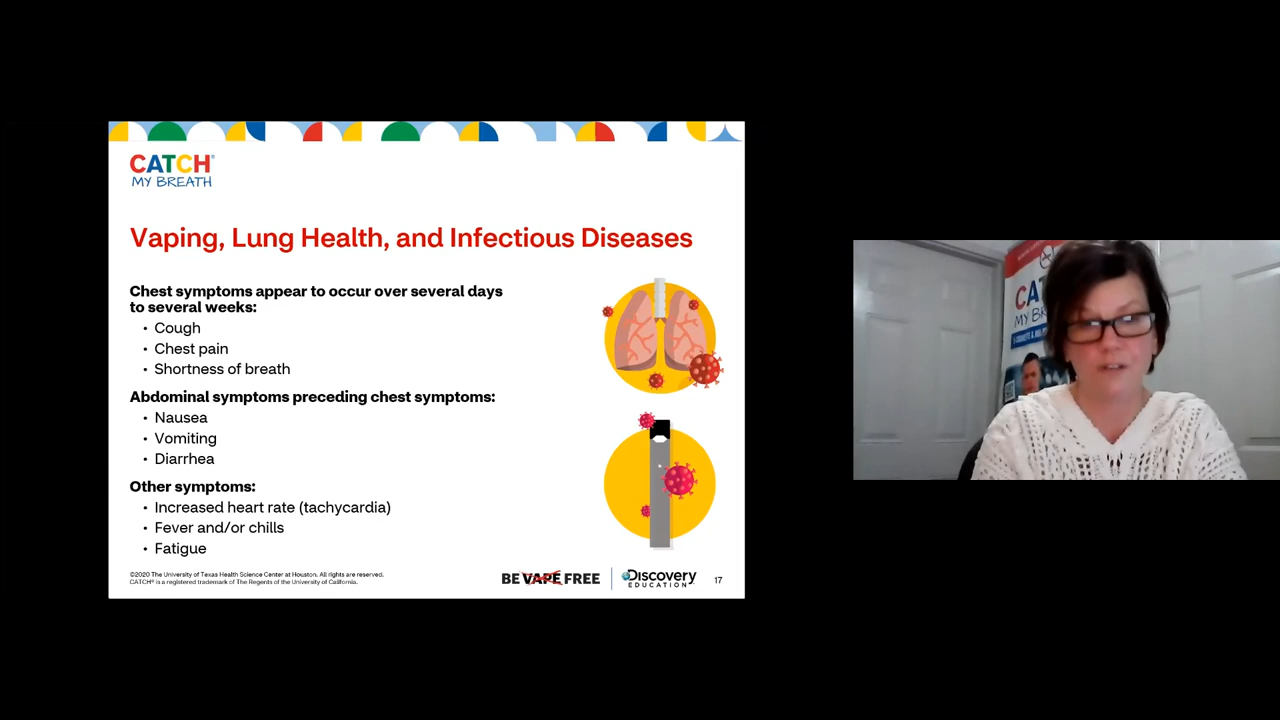 CATCH®
MY BREATH
Vaping, Lung Health, and Infectious Diseases
Chest symptoms appear to occur over several days
to several weeks:
• Cough
• Chest pain
• Shortness of breath
Abdominal symptoms preceding chest symptoms:
• Nausea
• Vomiting
• Diarrhea
Other symptoms:
• Increased heart rate (tachycardia)
• Fever and/or chills
• Fatigue
©2020 The University of Texas Health Science Center at Houston. All rights are reserved.
CATCH® is a registered trademark of The Regents of the University of California.
BE VAPE FREE
Discovery
EDUCATION
17
CA
MY BR